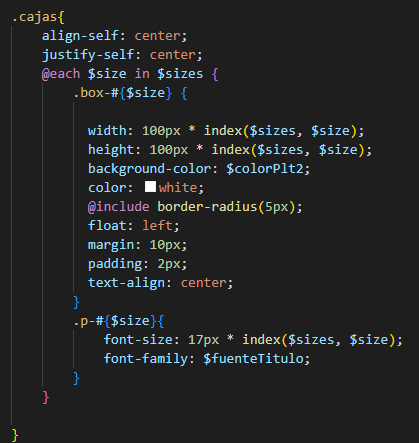 .cajas{
    align-self: center;
    justify-self: center;
    @each $size in $sizes {
        .box-#{$size} {
          width: 100px * index($sizes, $size);
          height: 100px * index($sizes, $size);
          background-color: $colorPlt2;
          color: white;
          @include border-radius(5px);
          float: left;
          margin: 10px;
          padding: 2px;
          text-align: center;
        }
        .p-#{$size}{
            font-size: 17px * index($sizes, $size);
            font-family: $fuenteTitulo;
        }
    }
}